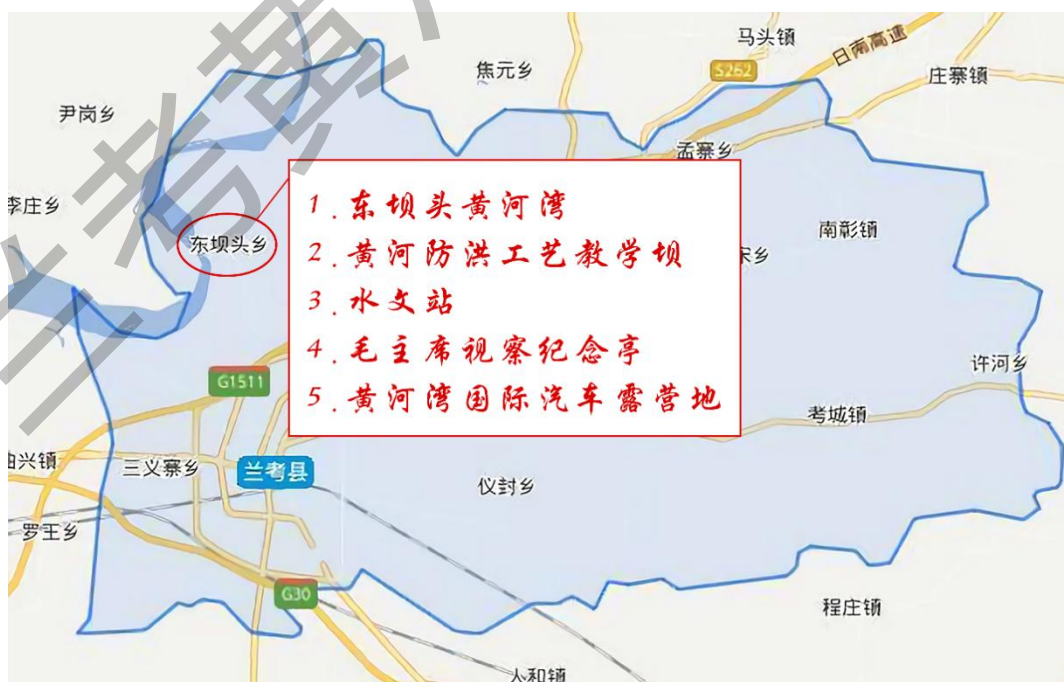 马头镇
日南高速
焦元乡
S262
庄寨镇
尹岗乡
孟寨乡
李庄乡
东坝头乡
南彰镇
1.东坝头黄河湾
2.黄河防洪工艺教学坝
3.水文站
4.毛主席视察纪念亭
5.黄河湾国际汽车露营地
许河乡
G1511
考城镇
三义寨乡
兰考县
仪封乡
罗王乡
G30
程庄镇
人和镇
兰考黄